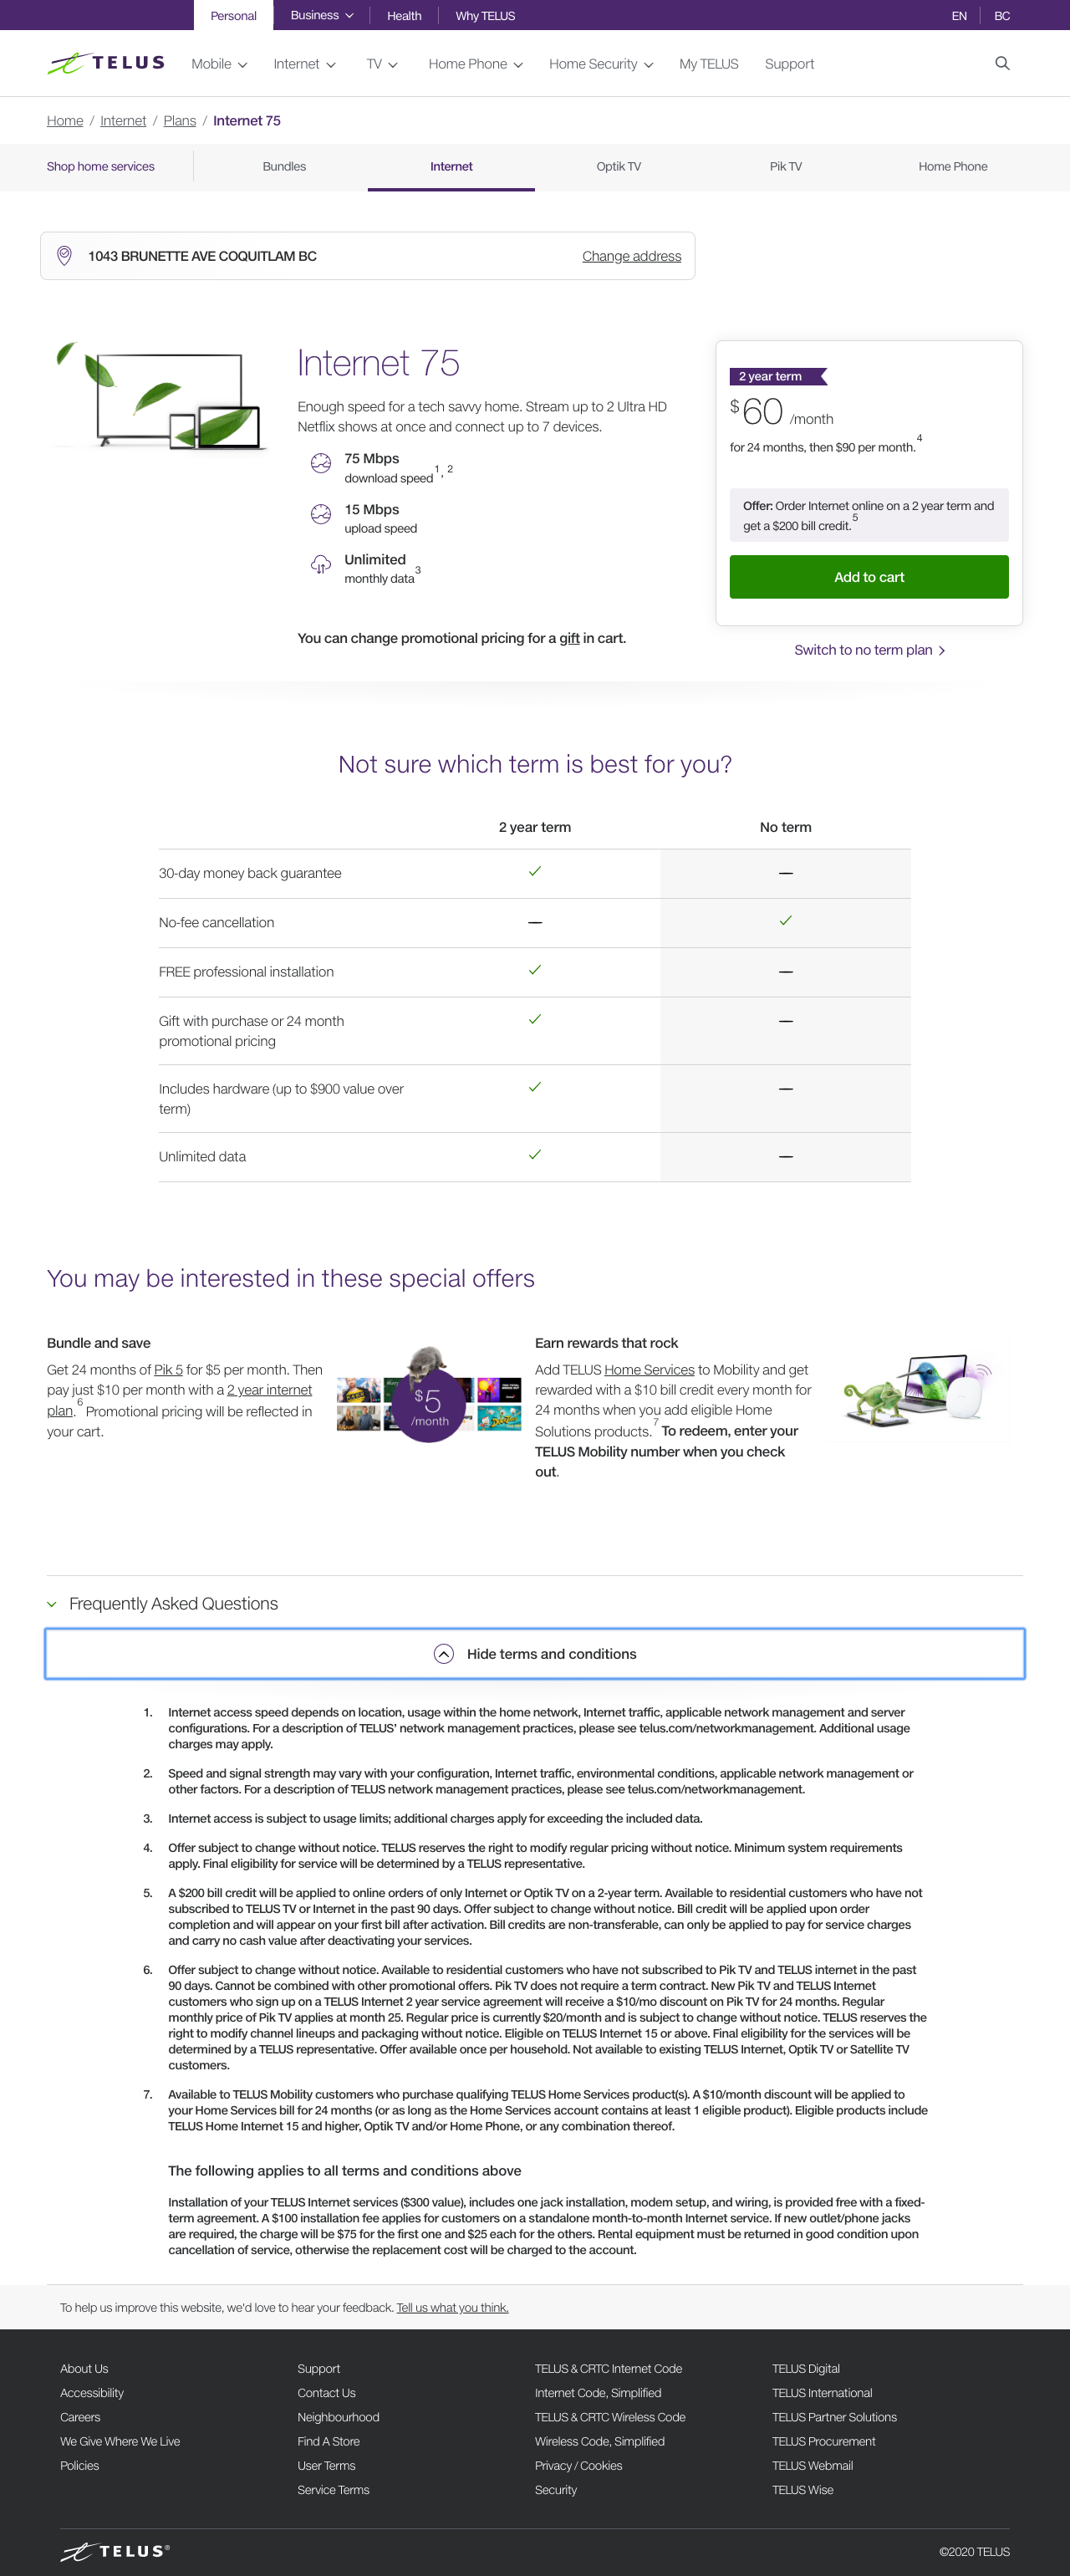 Personal
Business
Health
Why TELUS
EN
BC
TELUS
Mobile
Internet
TV
Home Phone
Home Security
My TELUS
Support
Home / Internet / Plans / Internet 75
Shop home services
Bundles
Internet
Optik TV
Pik TV
Home Phone
1043 BRUNETTE AVE COQUITLAM BC
Change address
Internet 75
Enough speed for a tech savvy home. Stream up to 2 Ultra HD
Netflix shows at once and connect up to 7 devices.
75 Mbps
download speed1, 2
15 Mbps
upload speed
Unlimited
monthly data3
You can change promotional pricing for a gift in cart.
2 year term
$60 /month
for 24 months, then $90 per month.4
Offer: Order Internet online on a 2 year term and
get a $200 bill credit.5
Add to cart
Switch to no term plan
Not sure which term is best for you?
2 year term
No term
30-day money back guarantee
No-fee cancellation
FREE professional installation
Gift with purchase or 24 month
promotional pricing
Includes hardware (up to $900 value over
term)
Unlimited data
You may be interested in these special offers
Bundle and save
Get 24 months of Pik 5 for $5 per month. Then
pay just $10 per month with a 2 year internet
plan.6 Promotional pricing will be reflected in
your cart.
$5
/month
Earn rewards that rock
Add TELUS Home Services to Mobility and get
rewarded with a $10 bill credit every month for
24 months when you add eligible Home
Solutions products.7 To redeem, enter your
TELUS Mobility number when you check
out.
Frequently Asked Questions
Hide terms and conditions
1. Internet access speed depends on location, usage within the home network, Internet traffic, applicable network management and server
configurations. For a description of TELUS' network management practices, please see telus.com/networkmanagement. Additional usage
charges may apply.
2. Speed and signal strength may vary with your configuration, Internet traffic, environmental conditions, applicable network management or
other factors. For a description of TELUS network management practices, please see telus.com/networkmanagement.
3. Internet access is subject to usage limits; additional charges apply for exceeding the included data.
4. Offer subject to change without notice. TELUS reserves the right to modify regular pricing without notice. Minimum system requirements
apply. Final eligibility for service will be determined by a TELUS representative.
5. A $200 bill credit will be applied to online orders of only Internet or Optik TV on a 2-year term. Available to residential customers who have not
subscribed to TELUS TV or Internet in the past 90 days. Offer subject to change without notice. Bill credit will be applied upon order
completion and will appear on your first bill after activation. Bill credits are non-transferable, can only be applied to pay for service charges
and carry no cash value after deactivating your services.
6. Offer subject to change without notice. Available to residential customers who have not subscribed to Pik TV and TELUS internet in the past
90 days. Cannot be combined with other promotional offers. Pik TV does not require a term contract. New Pik TV and TELUS Internet
customers who sign up on a TELUS Internet 2 year service agreement will receive a $10/mo discount on Pik TV for 24 months. Regular
monthly price of Pik TV applies at month 25. Regular price is currently $20/month and is subject to change without notice. TELUS reserves the
right to modify channel lineups and packaging without notice. Eligible on TELUS Internet 15 or above. Final eligibility for the services will be
determined by a TELUS representative. Offer available once per household. Not available to existing TELUS Internet, Optik TV or Satellite TV
customers.
7. Available to TELUS Mobility customers who purchase qualifying TELUS Home Services product(s). A $10/month discount will be applied to
your Home Services bill for 24 months (or as long as the Home Services account contains at least 1 eligible product). Eligible products include
TELUS Home Internet 15 and higher, Optik TV and/or Home Phone, or any combination thereof.
The following applies to all terms and conditions above
Installation of your TELUS Internet services ($300 value), includes one jack installation, modem setup, and wiring, is provided free with a fixed-
term agreement. A $100 installation fee applies for customers on a standalone month-to-month Internet service. If new outlet/phone jacks
are required, the charge will be $75 for the first one and $25 each for the others. Rental equipment must be returned in good condition upon
cancellation of service, otherwise the replacement cost will be charged to the account.
To help us improve this website, we'd love to hear your feedback. Tell us what you think.
About Us
Accessibility
Careers
We Give Where We Live
Policies
Support
Contact Us
Neighbourhood
Find A Store
User Terms
Service Terms
TELUS & CRTC Internet Code
Internet Code, Simplified
TELUS & CRTC Wireless Code
Wireless Code, Simplified
Privacy / Cookies
Security
TELUS Digital
TELUS International
TELUS Partner Solutions
TELUS Procurement
TELUS Webmail
TELUS Wise
TELUS®
©2020 TELUS